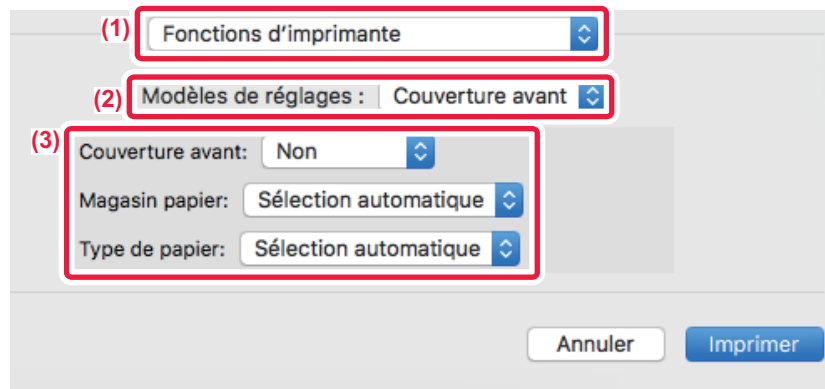 (1) Fonctions d'imprimante
(2) Modèles de réglages : Couverture avant
(3)
Couverture avant: Non
Magasin papier: Sélection automatique
Type de papier: Sélection automatique
Annuler Imprimer